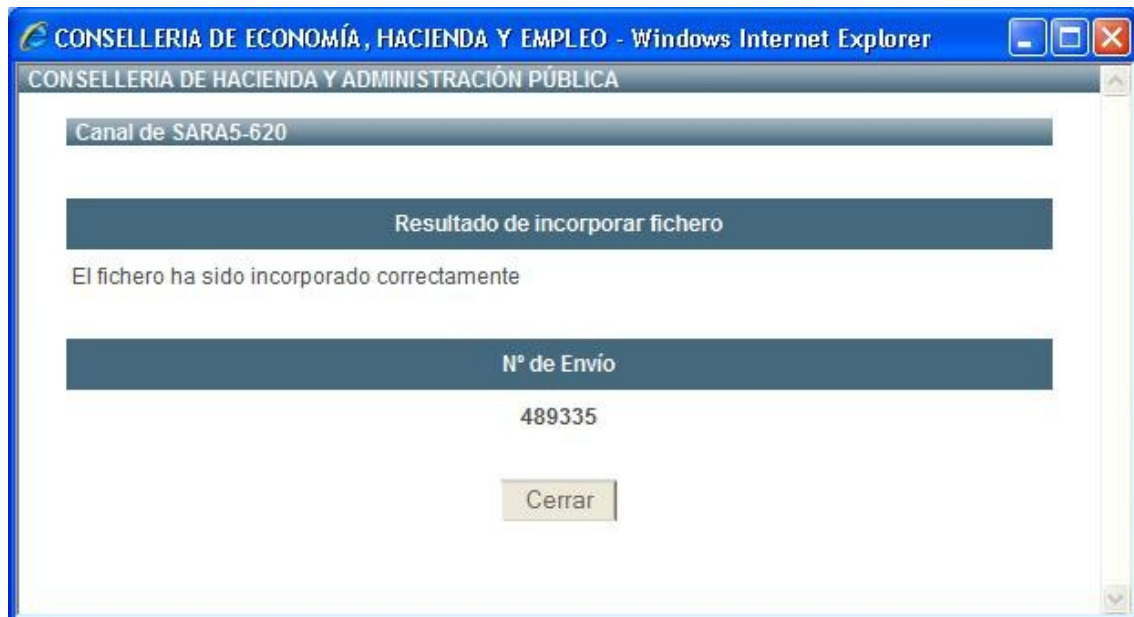 CONSELLERIA DE ECONOMÍA, HACIENDA Y EMPLEO - Windows Internet Explorer
CONSELLERIA DE HACIENDA Y ADMINISTRACIÓN PÚBLICA
Canal de SARA5-620
Resultado de incorporar fichero
El fichero ha sido incorporado correctamente
Nº de Envío
489335
Cerrar